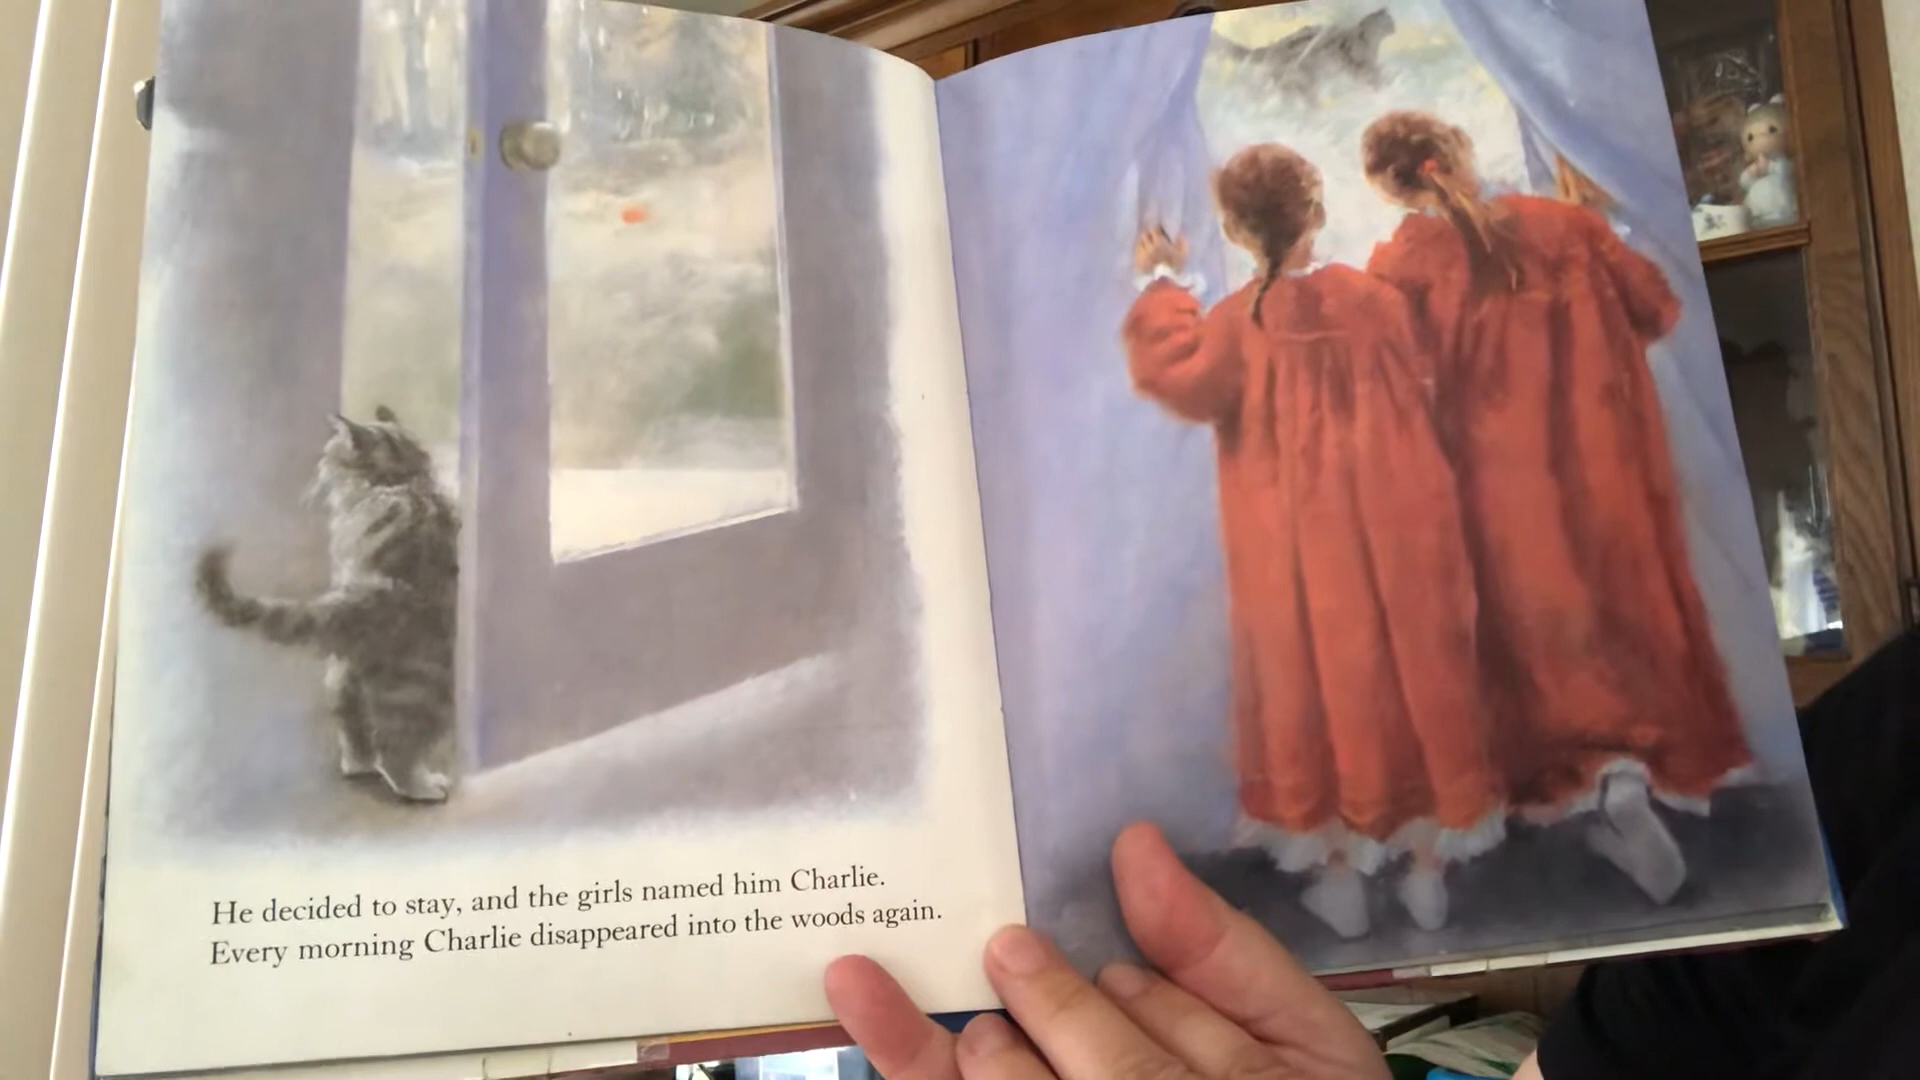 He decided to stay, and the girls named him Charlie.
Every morning Charlie disappeared into the woods again.